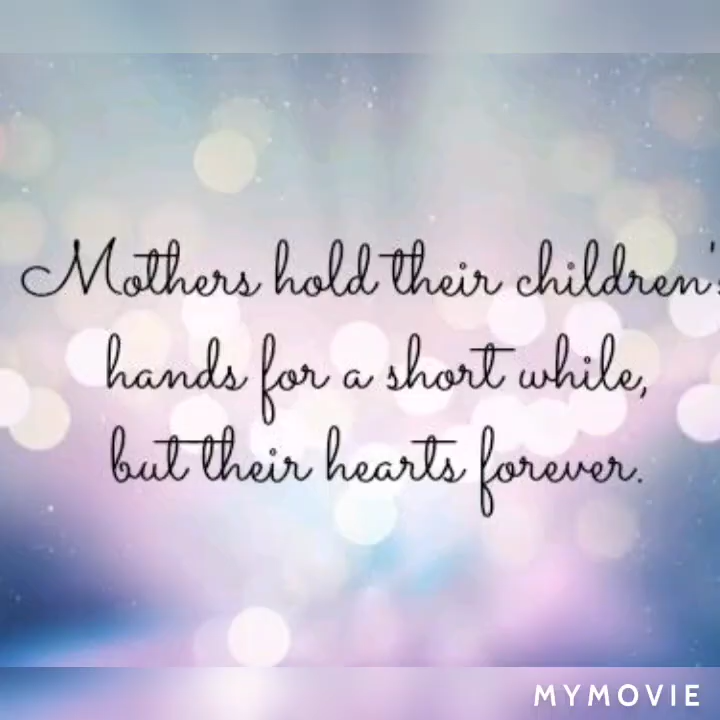 Mothers hold their children's
hands for a short while,
but their hearts forever.
MYMOVIE